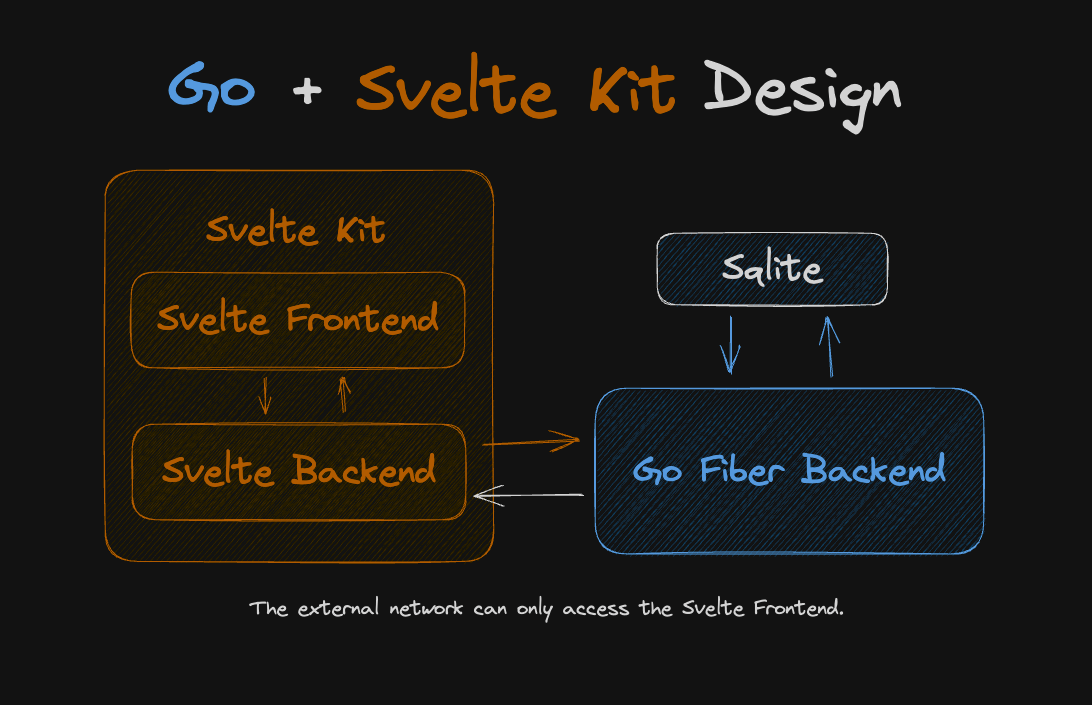 Go + Svelte Kit Design
Svelte Kit
Svelte Frontend
Svelte Backend
Sqlite
Go Fiber Backend
The external network can only access the Svelte Frontend.